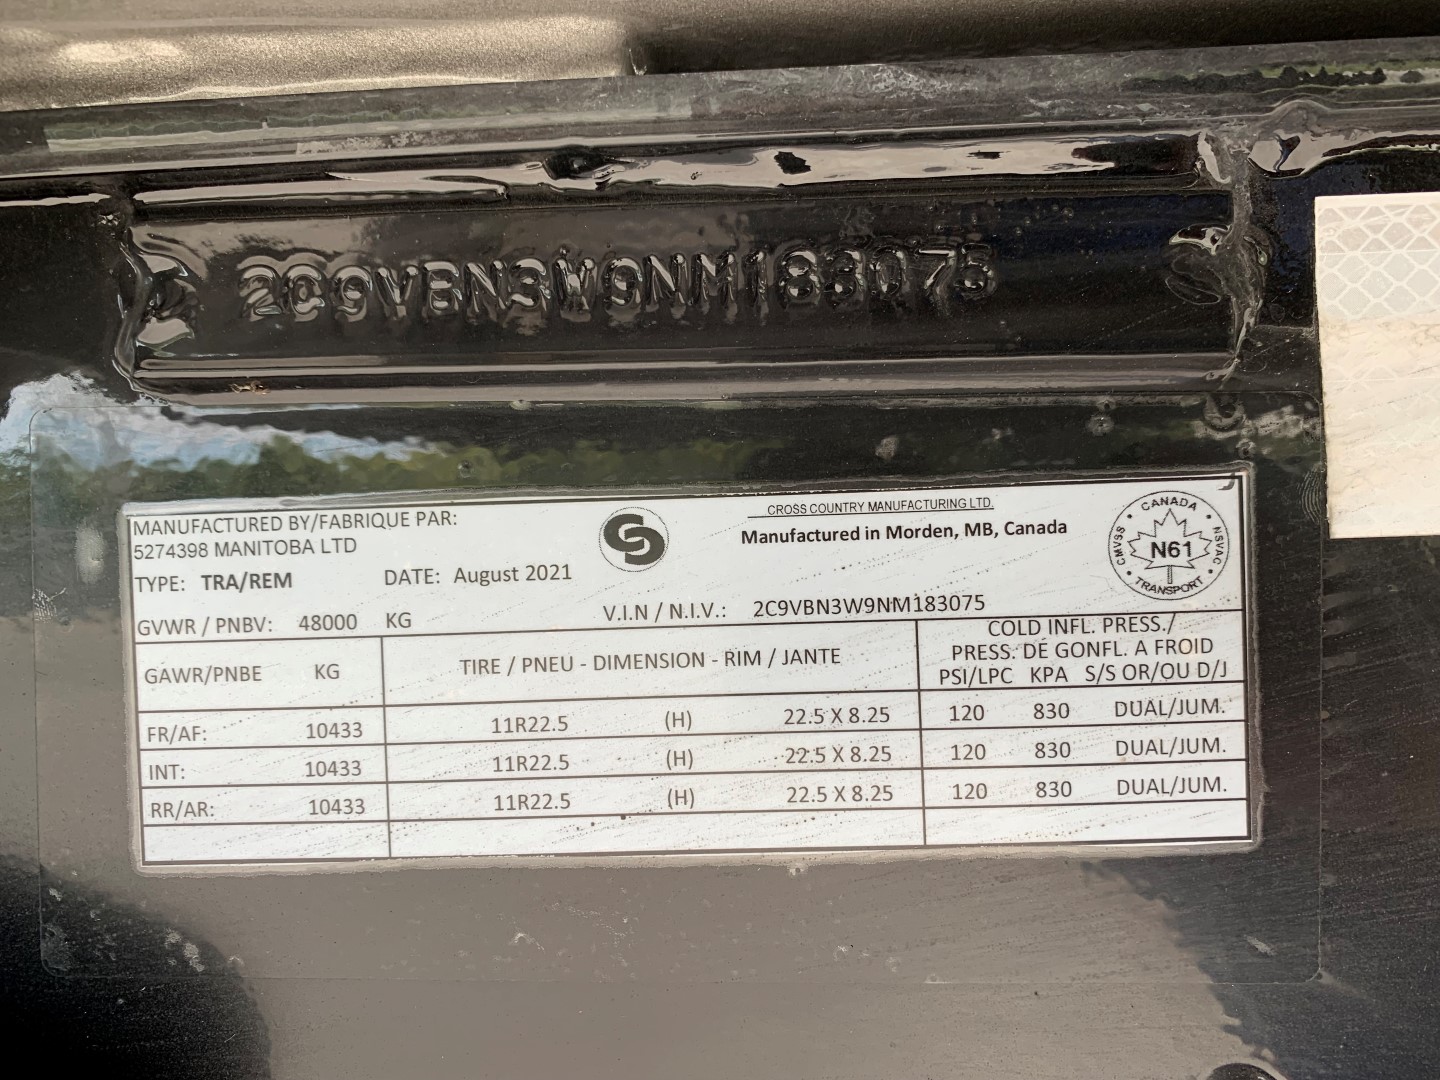 2C9VBN3W9NM183075
MANUFACTURED BY/FABRIQUE PAR:
5274398 MANITOBA LTD
CROSS COUNTRY MANUFACTURING LTD.
Manufactured in Morden, MB, Canada
CANADA
CMVSS
N61
NSVAC
TRANSPORT
TYPE: TRA/REM DATE: August 2021
GVWR / PNBV: 48000 KG V.I.N / N.I.V.: 2C9VBN3W9NM183075
GAWR/PNBE KG TIRE / PNEU - DIMENSION - RIM / JANTE
COLD INFL. PRESS./
PRESS. DE GONFL. A FROID
PSI/LPC KPA S/S OR/OU D/J
FR/AF: 10433 11R22.5 (H) 22.5 X 8.25 120 830 DUAL/JUM.
INT: 10433 11R22.5 (H) 22.5 X 8.25 120 830 DUAL/JUM.
RR/AR: 10433 11R22.5 (H) 22.5 X 8.25 120 830 DUAL/JUM.